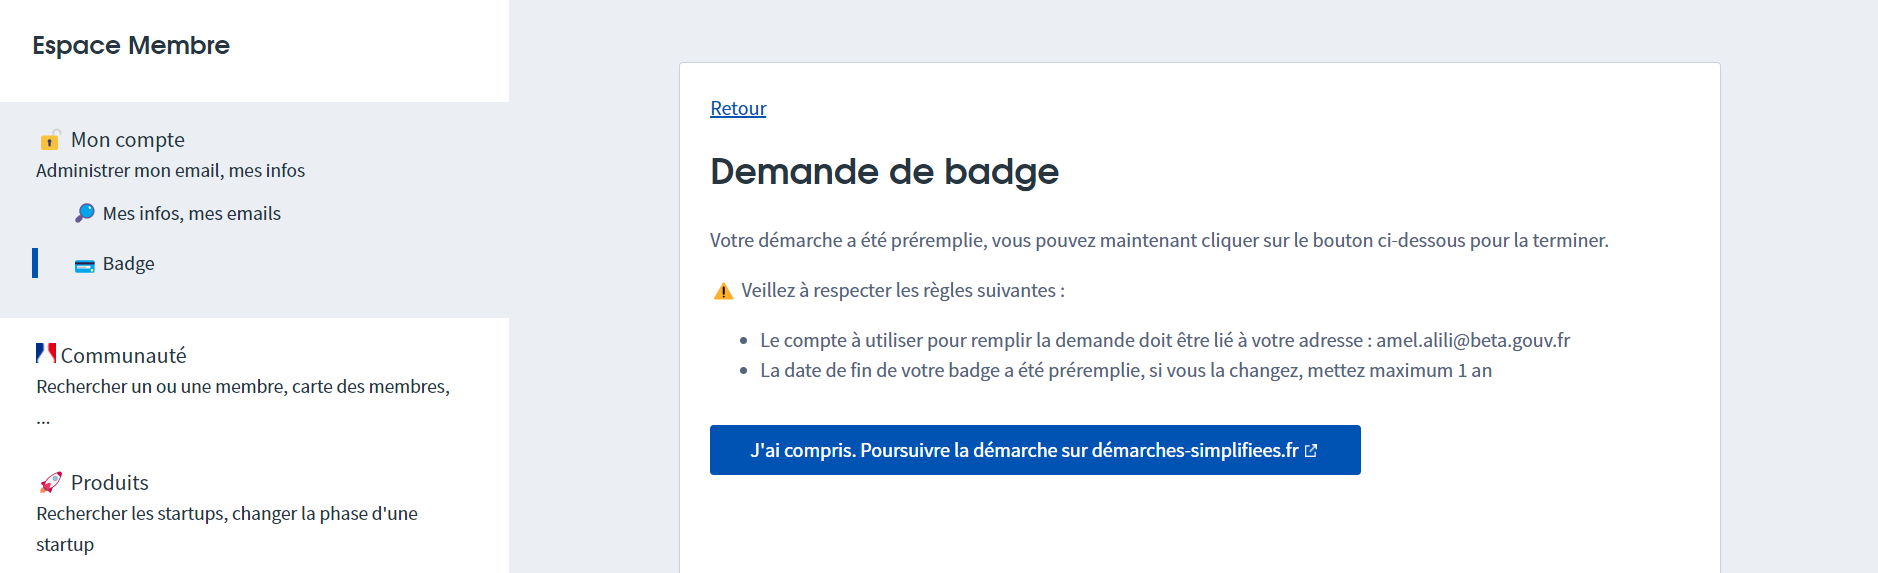 Espace Membre
Mon compte
Administrer mon email, mes infos
Mes infos, mes emails
Badge
Communauté
Rechercher un ou une membre, carte des membres,
...
Produits
Rechercher les startups, changer la phase d'une
startup
Retour
Demande de badge
Votre démarche a été préremplie, vous pouvez maintenant cliquer sur le bouton ci-dessous pour la terminer.
Veillez à respecter les règles suivantes :
Le compte à utiliser pour remplir la demande doit être lié à votre adresse : amel.alili@beta.gouv.fr
La date de fin de votre badge a été préremplie, si vous la changez, mettez maximum 1 an
J'ai compris. Poursuivre la démarche sur démarches-simplifiees.fr